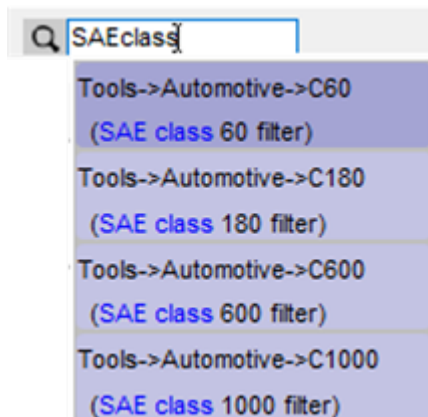 SAEclass
Tools->Automotive->C60
(SAE class 60 filter)
Tools->Automotive->C180
(SAE class 180 filter)
Tools->Automotive->C600
(SAE class 600 filter)
Tools->Automotive->C1000
(SAE class 1000 filter)